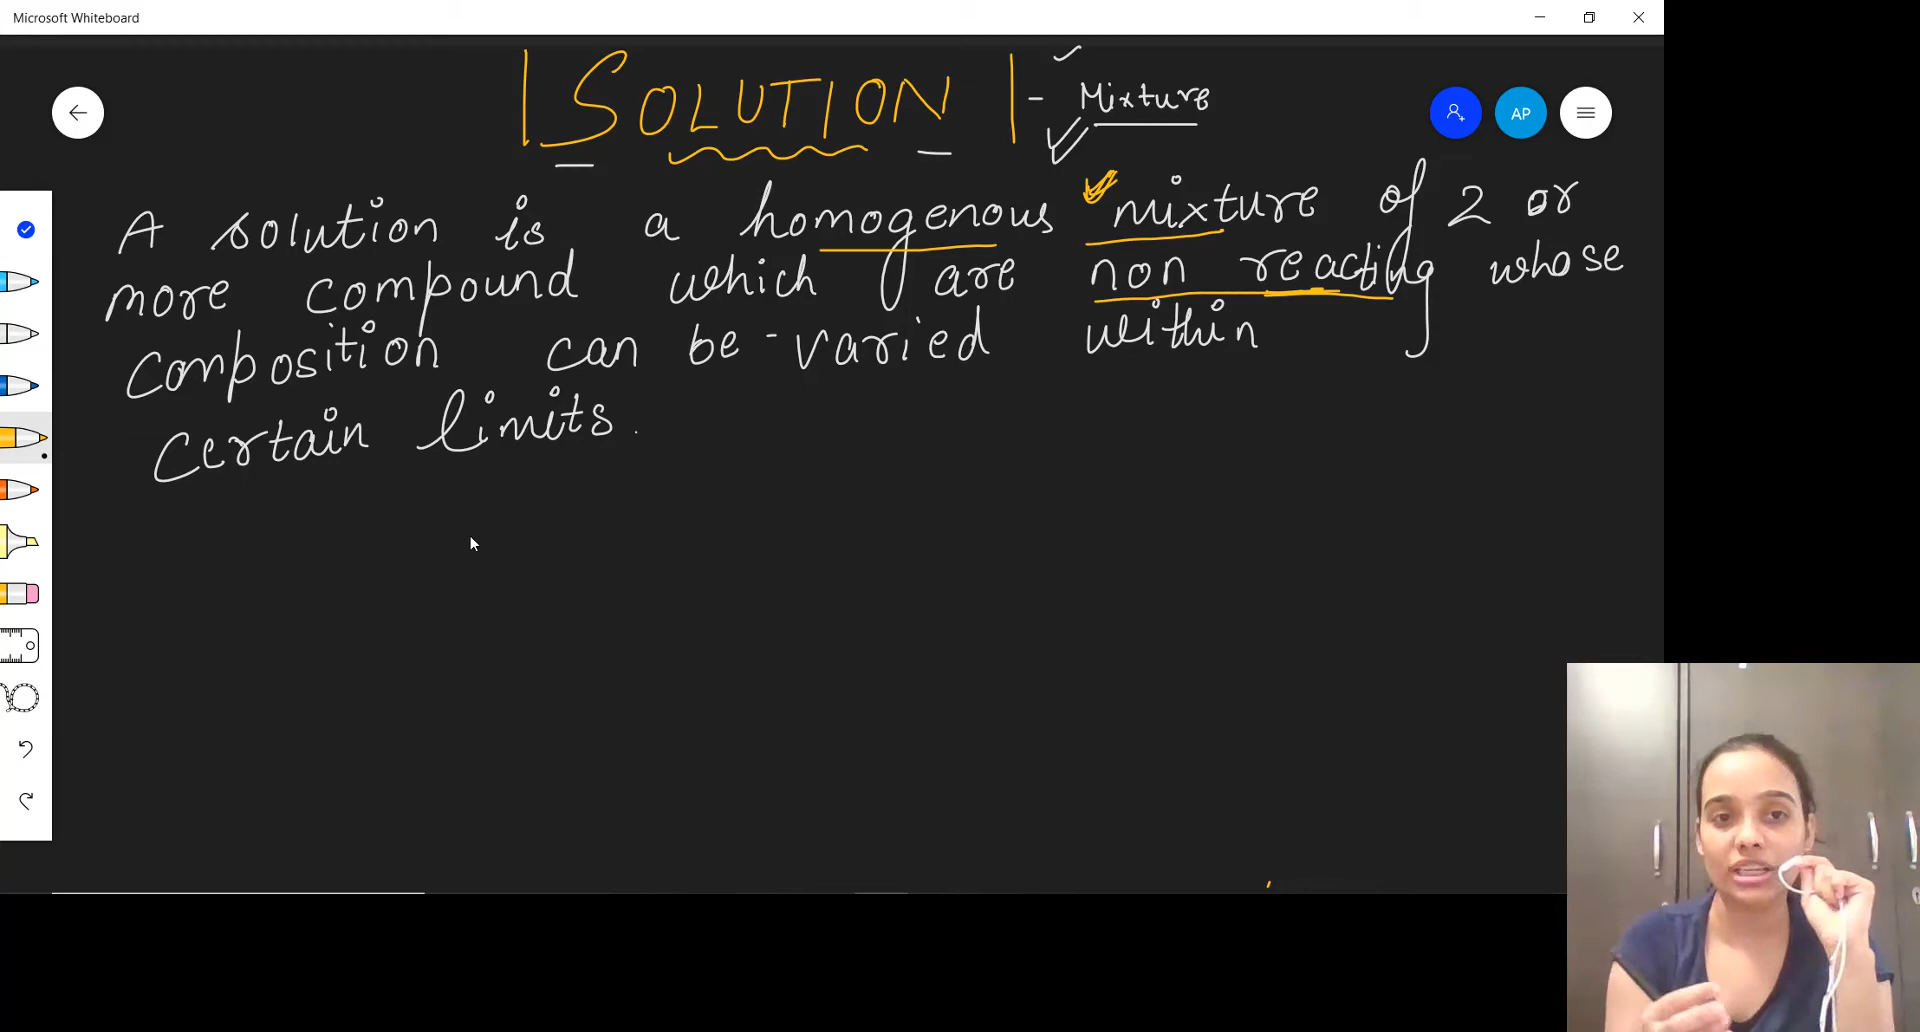 Microsoft Whiteboard
SOLUTION - Mixture
AP
A solution is a homogenous mixture of 2 or
more compound which are non reacting whose
composition can be varied within
certain limits.